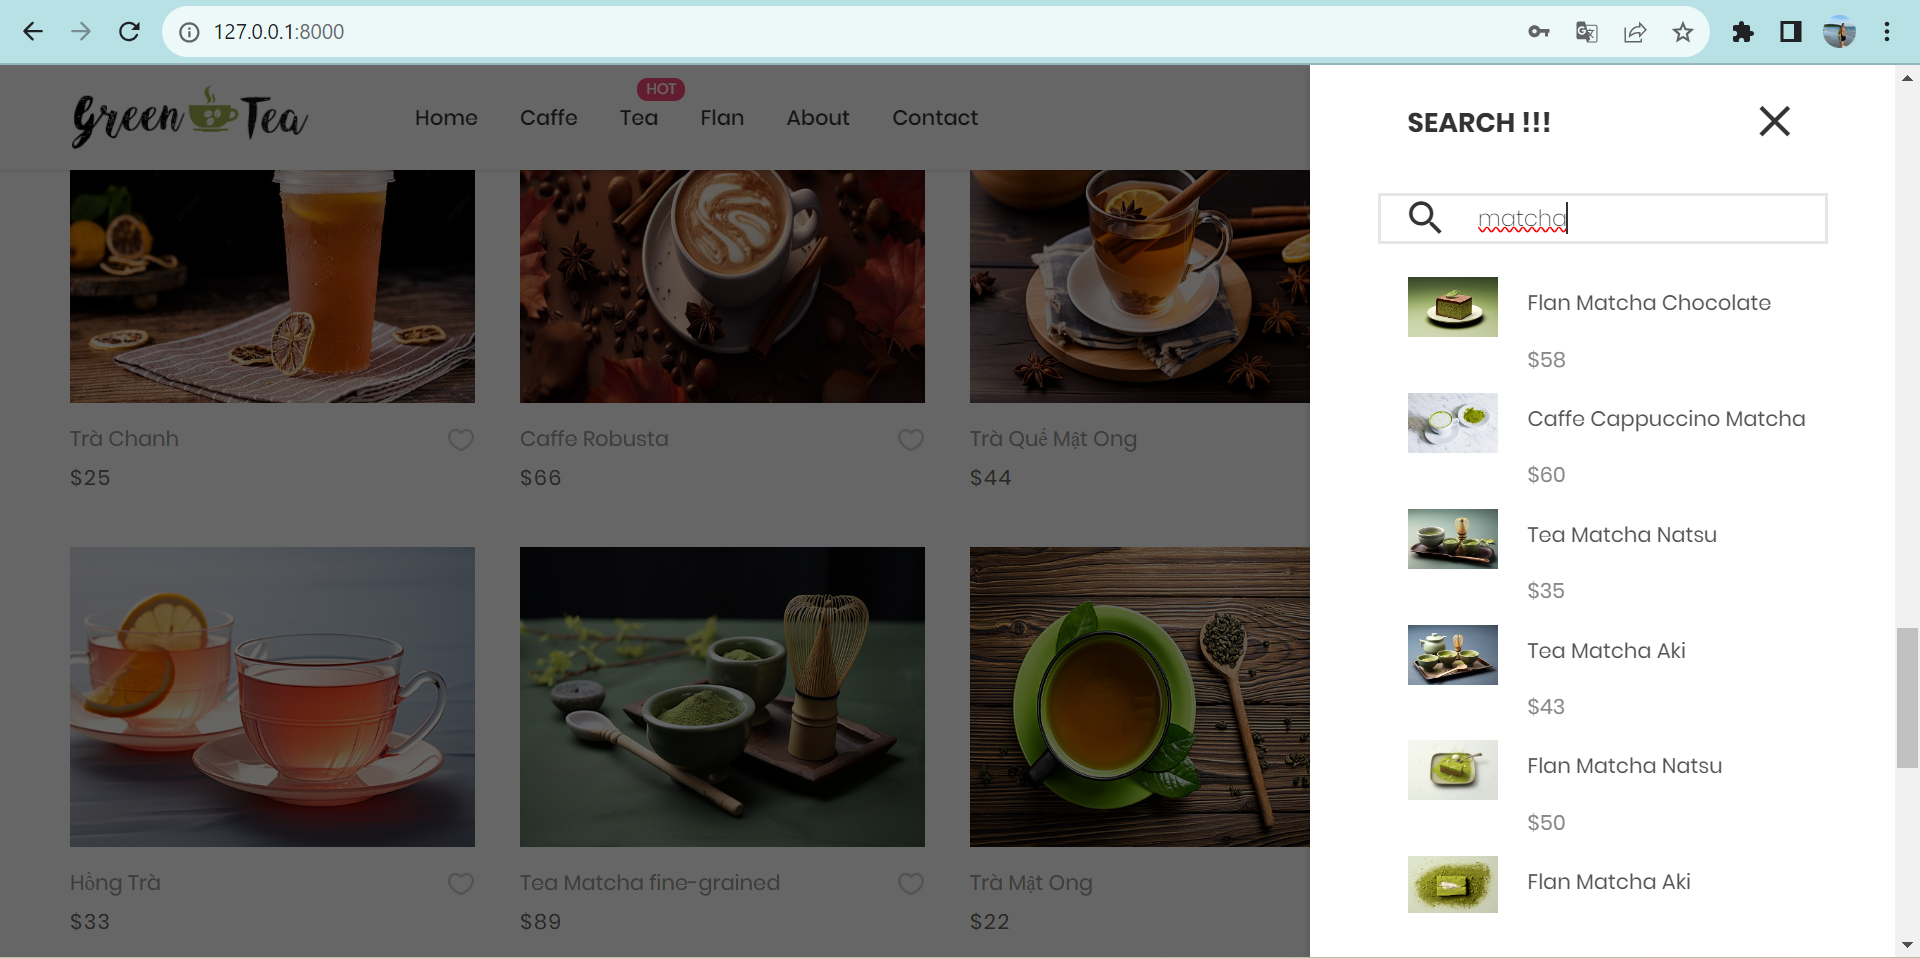 127.0.0.1:8000
Green Tea
Home
Caffe
Tea
HOT
Flan
About
Contact
Trà Chanh
$25
Caffe Robusta
$66
Trà Quế Mật Ong
$44
Hồng Trà
$33
Tea Matcha fine-grained
$89
Trà Mật Ong
$22
SEARCH !!!
matcha
Flan Matcha Chocolate
$58
Caffe Cappuccino Matcha
$60
Tea Matcha Natsu
$35
Tea Matcha Aki
$43
Flan Matcha Natsu
$50
Flan Matcha Aki